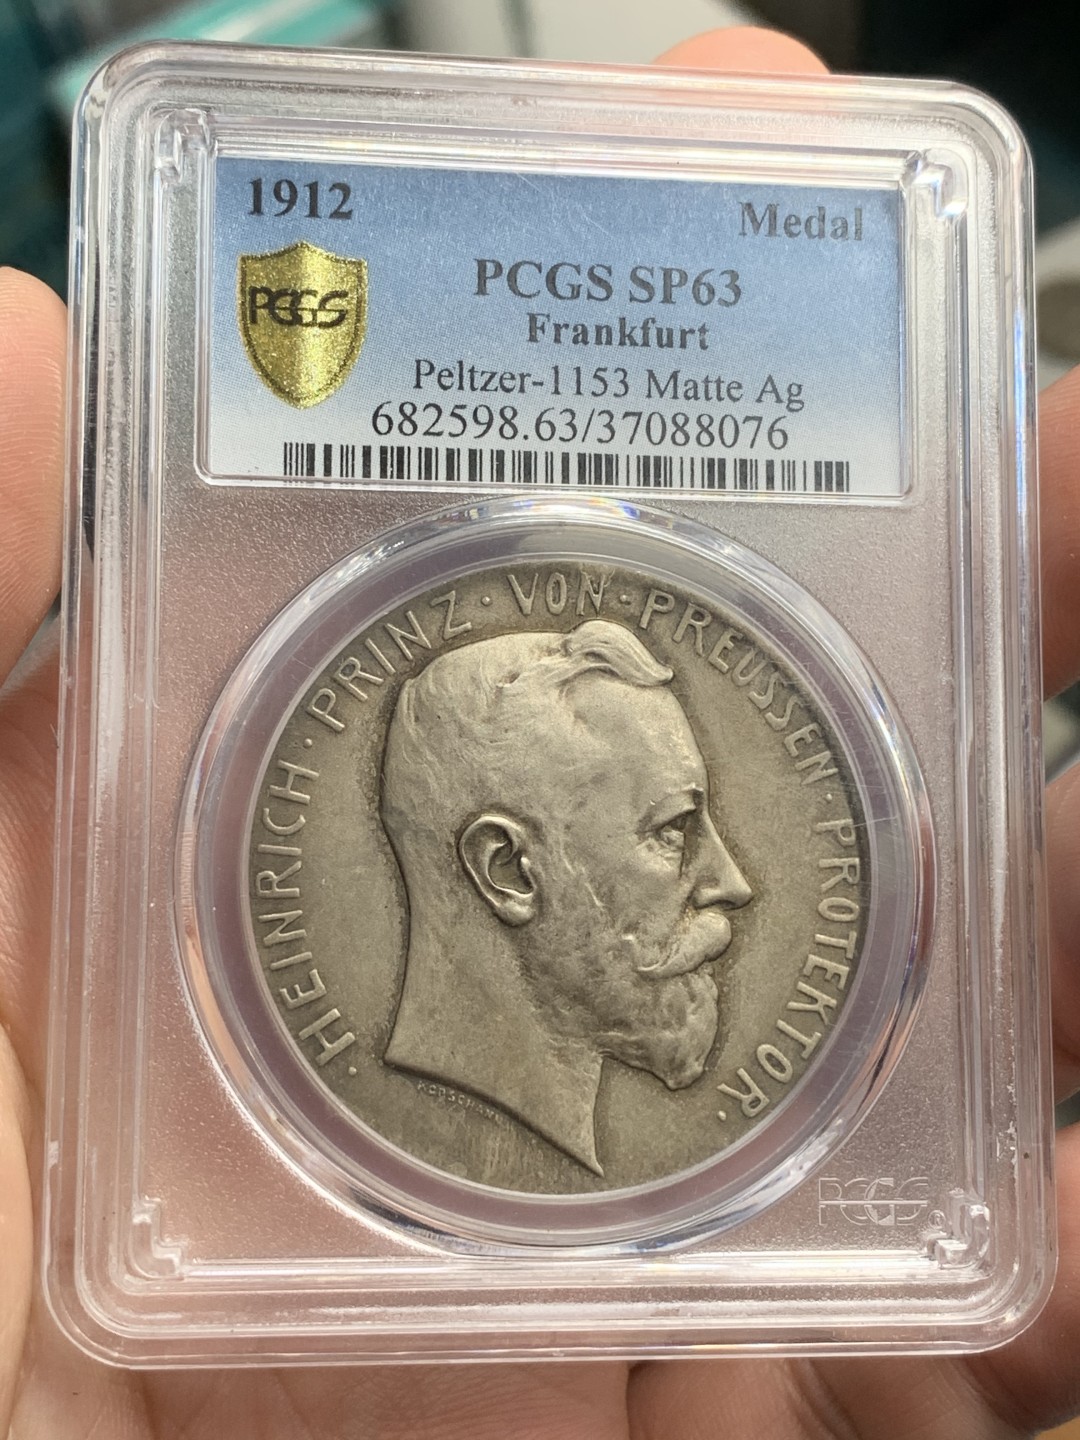 1912
Medal
PCGS
PCGS SP63
Frankfurt
Peltzer-1153 Matte Ag
682598.63/37088076
· HEINRICH · PRINZ · VON · PREUSSEN · PROTEKTOR ·
KORSCHANN
PCGS®